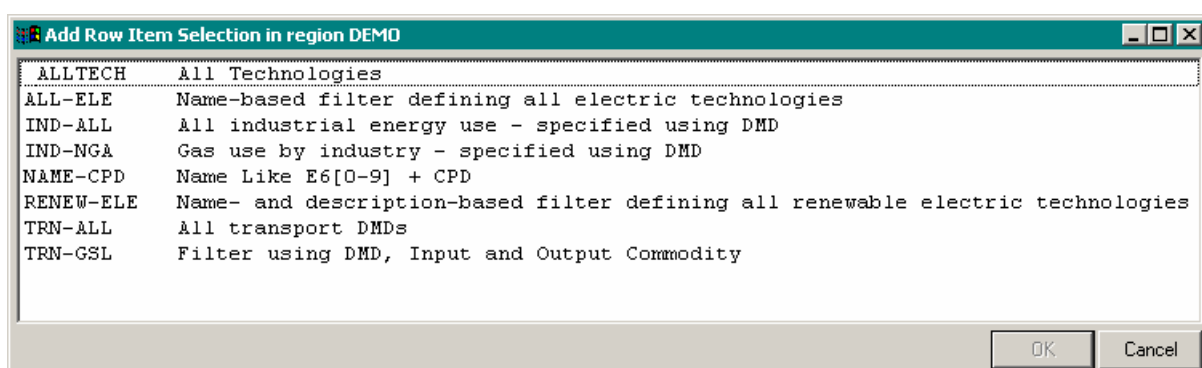 Add Row Item Selection in region DEMO
ALLTECH All Technologies
ALL-ELE Name-based filter defining all electric technologies
IND-ALL All industrial energy use - specified using DMD
IND-NGA Gas use by industry - specified using DMD
NAME-CPD Name Like E6[0-9] + CPD
RENEW-ELE Name- and description-based filter defining all renewable electric technologies
TRN-ALL All transport DMDs
TRN-GSL Filter using DMD, Input and Output Commodity
OK Cancel